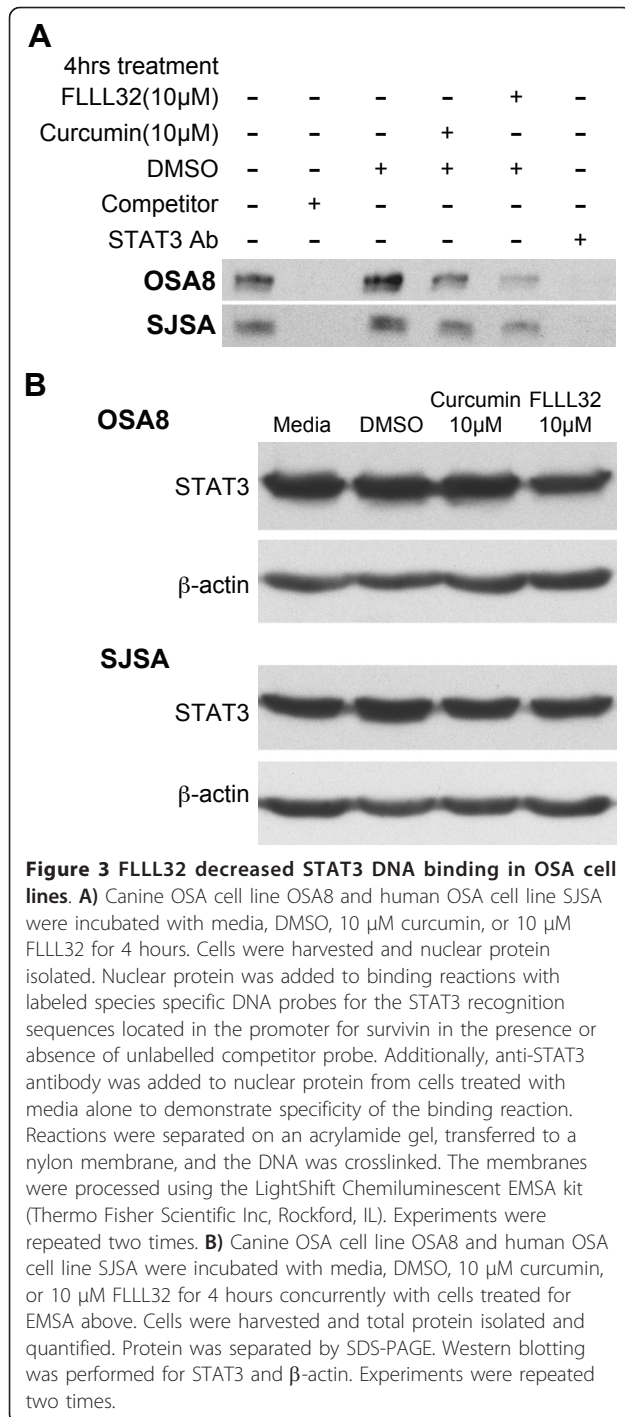 A
4hrs treatment
FLLL32(10μM) – – – – + –
Curcumin(10μM) – – – + – –
DMSO – – + + + –
Competitor – + – – – –
STAT3 Ab – – – – – +
OSA8
SJSA
B
OSA8 Media DMSO Curcumin 10μM FLLL32 10μM
STAT3
β-actin
SJSA
STAT3
β-actin
Figure 3 FLLL32 decreased STAT3 DNA binding in OSA cell
lines. A) Canine OSA cell line OSA8 and human OSA cell line SJSA
were incubated with media, DMSO, 10 μM curcumin, or 10 μM
FLLL32 for 4 hours. Cells were harvested and nuclear protein
isolated. Nuclear protein was added to binding reactions with
labeled species specific DNA probes for the STAT3 recognition
sequences located in the promoter for survivin in the presence or
absence of unlabelled competitor probe. Additionally, anti-STAT3
antibody was added to nuclear protein from cells treated with
media alone to demonstrate specificity of the binding reaction.
Reactions were separated on an acrylamide gel, transferred to a
nylon membrane, and the DNA was crosslinked. The membranes
were processed using the LightShift Chemiluminescent EMSA kit
(Thermo Fisher Scientific Inc, Rockford, IL). Experiments were
repeated two times. B) Canine OSA cell line OSA8 and human OSA
cell line SJSA were incubated with media, DMSO, 10 μM curcumin,
or 10 μM FLLL32 for 4 hours concurrently with cells treated for
EMSA above. Cells were harvested and total protein isolated and
quantified. Protein was separated by SDS-PAGE. Western blotting
was performed for STAT3 and β-actin. Experiments were repeated
two times.